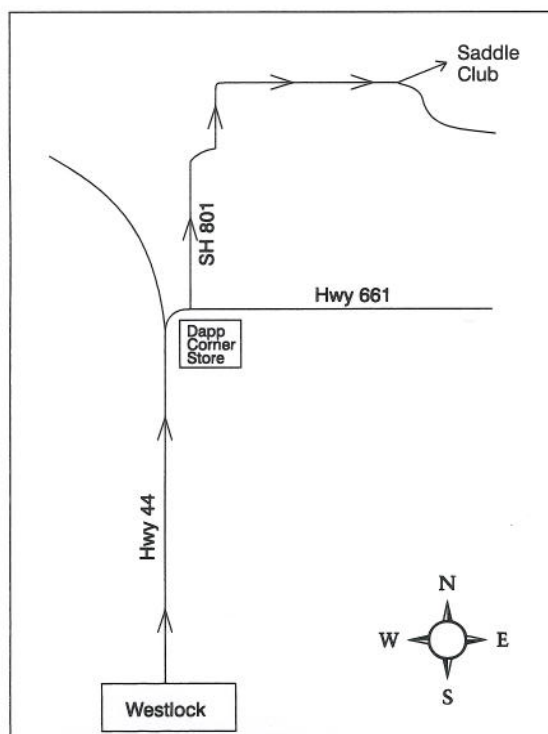 Saddle
Club
SH 801
Hwy 661
Dapp
Corner
Store
Hwy 44
N
W
E
S
Westlock